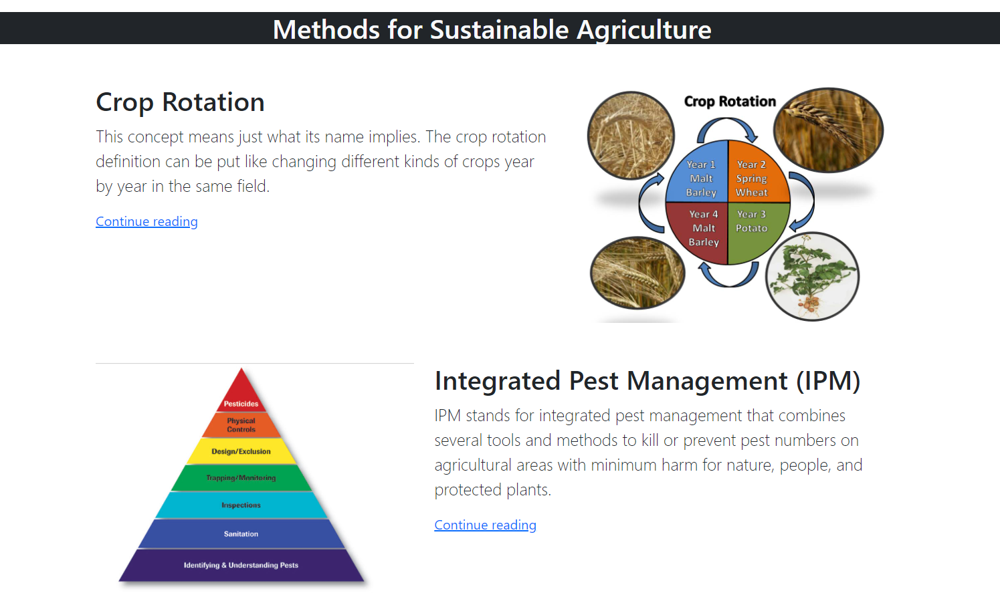 Methods for Sustainable Agriculture
Crop Rotation
This concept means just what its name implies. The crop rotation
definition can be put like changing different kinds of crops year
by year in the same field.
Continue reading
Crop Rotation
Year 1
Malt
Barley
Year 2
Spring
Wheat
Year 4
Malt
Barley
Year 3
Potato
Pesticides
Physical
Controls
Design/Exclusion
Trapping/Monitoring
Inspections
Sanitation
Identifying & Understanding Pests
Integrated Pest Management (IPM)
IPM stands for integrated pest management that combines
several tools and methods to kill or prevent pest numbers on
agricultural areas with minimum harm for nature, people, and
protected plants.
Continue reading